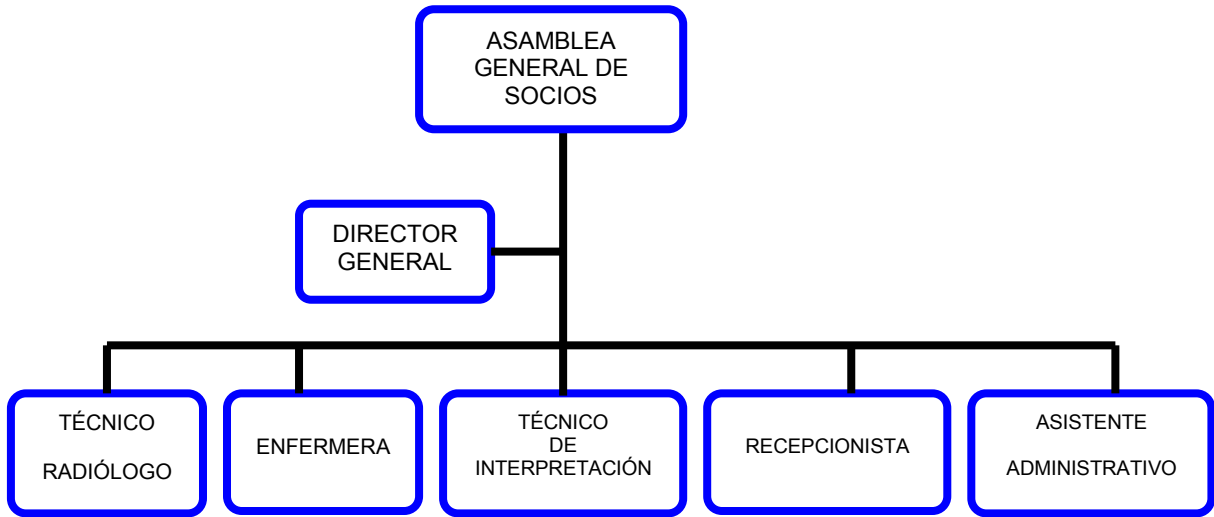 ASAMBLEA
GENERAL DE
SOCIOS
DIRECTOR
GENERAL
TÉCNICO
RADIÓLOGO
ENFERMERA
TÉCNICO
DE
INTERPRETACIÓN
RECEPCIONISTA
ASISTENTE
ADMINISTRATIVO